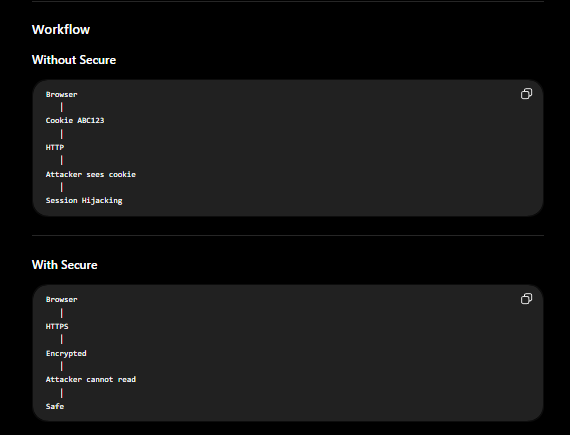 Workflow
Without Secure
Browser
|
Cookie ABC123
|
HTTP
|
Attacker sees cookie
|
Session Hijacking
With Secure
Browser
|
HTTPS
|
Encrypted
|
Attacker cannot read
|
Safe